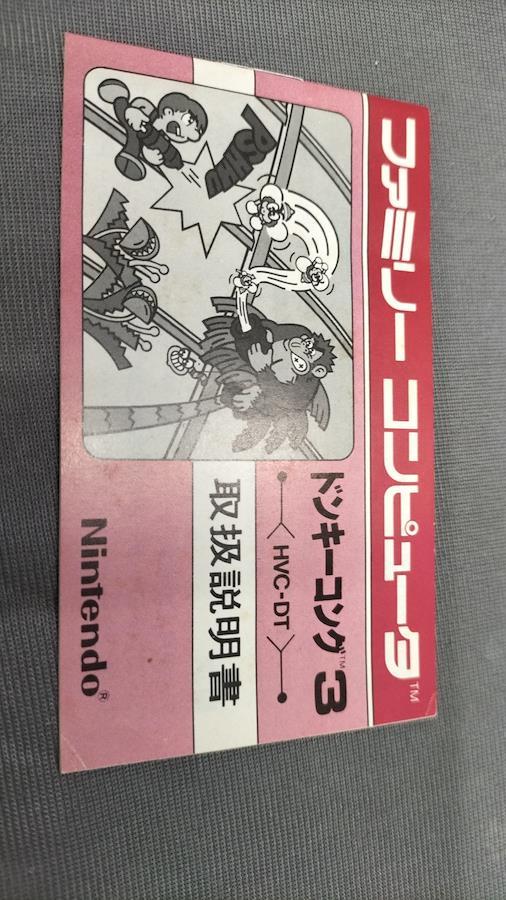 ファミリー コンピュータ™
PSHHU
ドンキーコング™3
〈HVC-DT〉
取扱説明書
Nintendo®